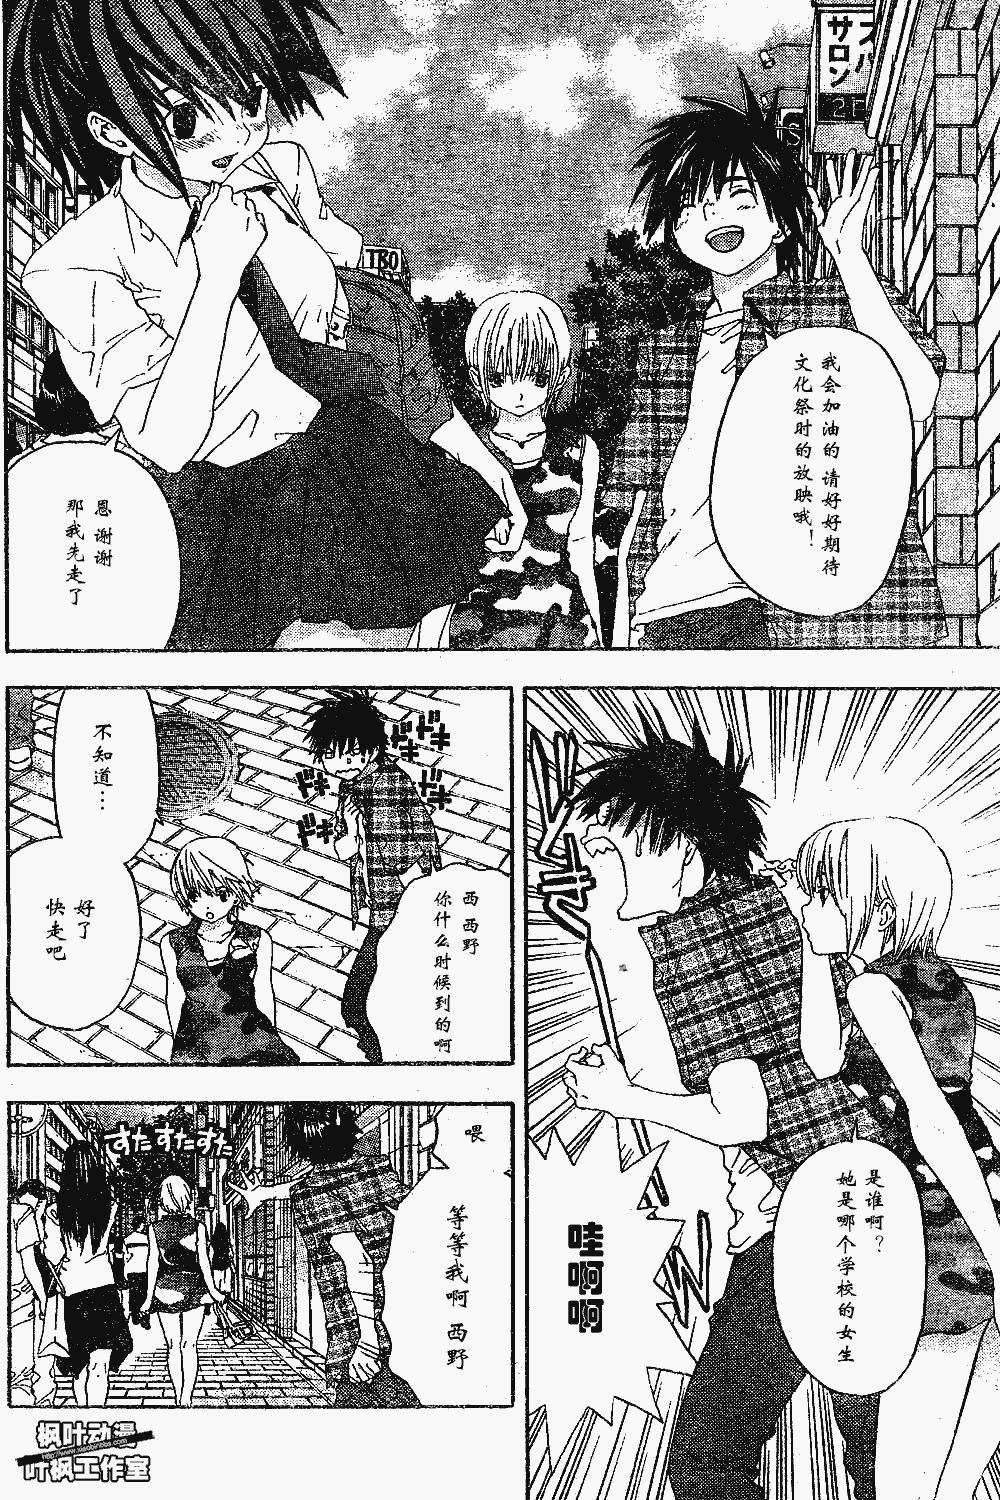 スパ
サロン
2F
IBO
我会加油的请好好期待
文化祭时的放映哦！
恩 谢谢
那我先走了
是谁啊？
她是哪个学校的女生
哇啊啊
ドキ
ドキ
ドキ
ドキ
ドキ
西 西野
你什么时候到的啊
不知道…
好了
快走吧
喂
等等我啊 西野
すたすたすた
枫叶动漫
叶枫工作室